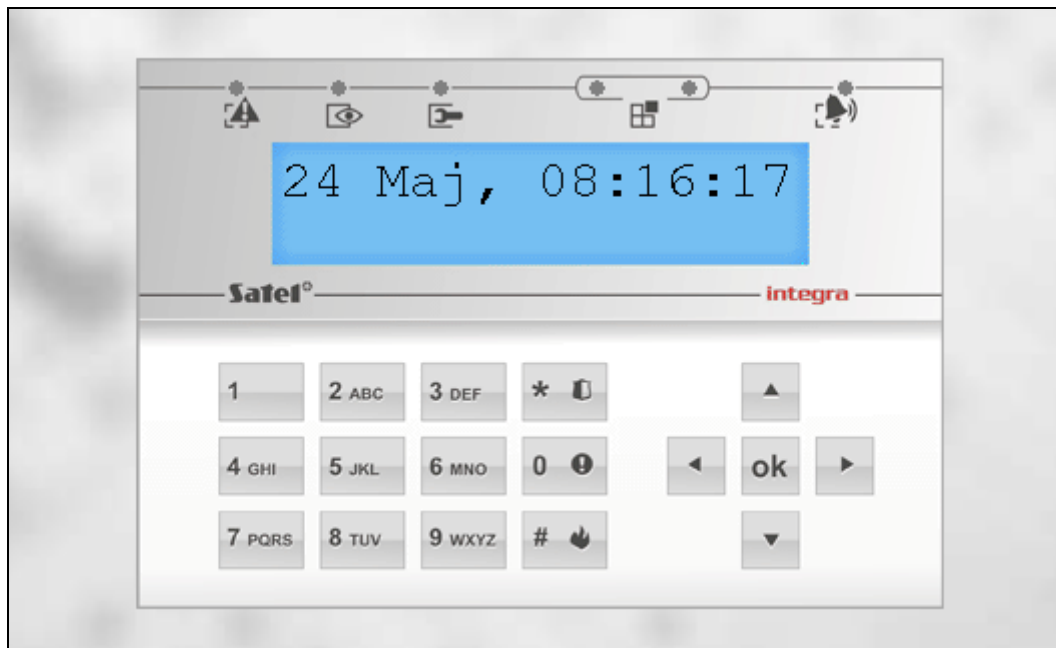 24 Maj, 08:16:17
Satel
integra
1
2 ABC
3 DEF
*
4 GHI
5 JKL
6 MNO
0
ok
7 PQRS
8 TUV
9 WXYZ
#